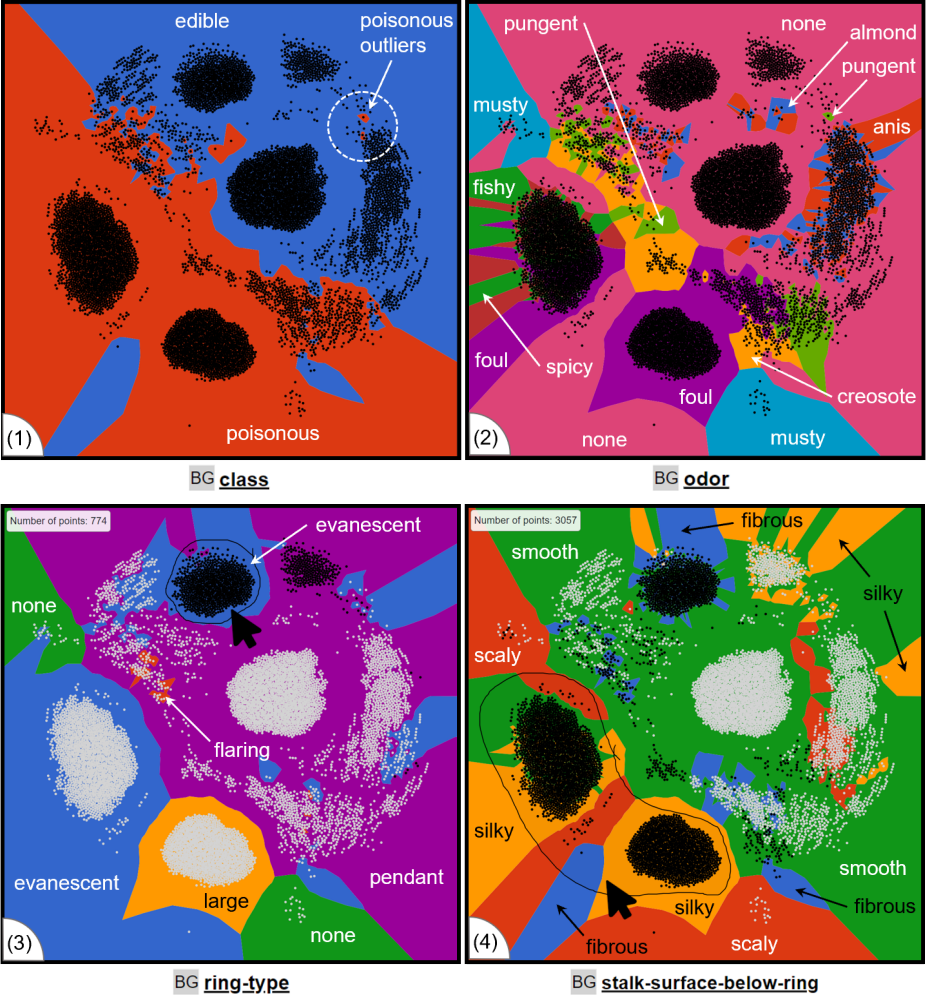 edible
poisonous
outliers
poisonous
(1)
BG class
pungent
none
almond
pungent
musty
anis
fishy
foul
spicy
foul
creosote
none
musty
(2)
BG odor
Number of points: 774
evanescent
none
flaring
evanescent
large
pendant
none
(3)
BG ring-type
Number of points: 3057
fibrous
smooth
silky
scaly
silky
smooth
silky
fibrous
fibrous
scaly
(4)
BG stalk-surface-below-ring